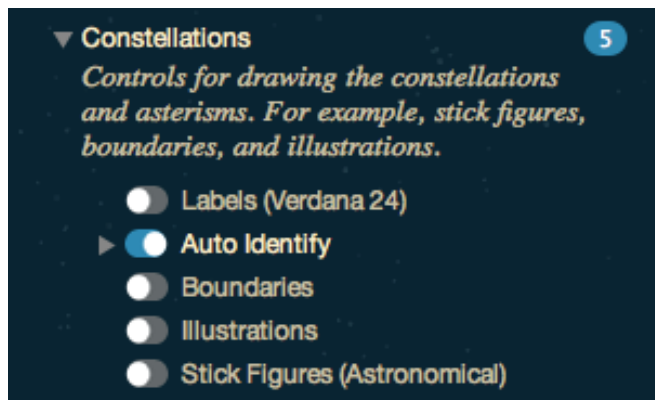 Constellations 5
Controls for drawing the constellations
and asterisms. For example, stick figures,
boundaries, and illustrations.
Labels (Verdana 24)
Auto Identify
Boundaries
Illustrations
Stick Figures (Astronomical)